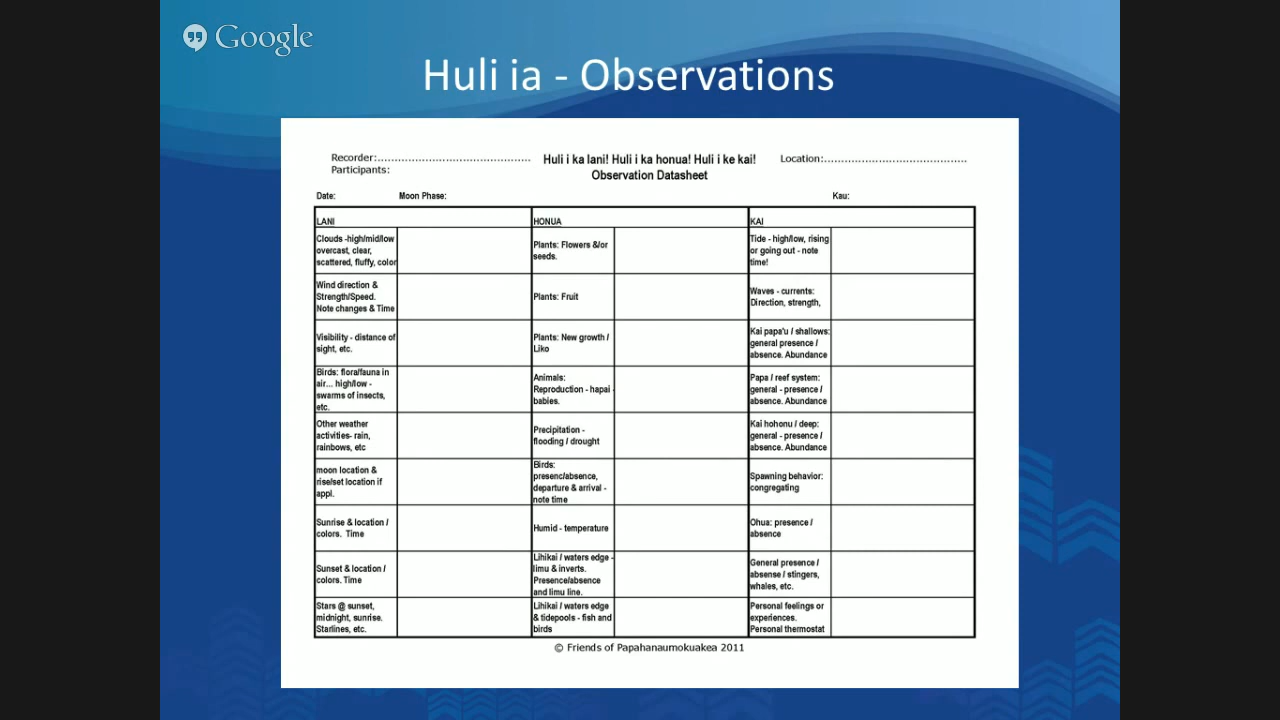 Google
Huli ia - Observations
Recorder:.............................................
Participants:
Huli i ka lani! Huli i ka honua! Huli i ke kai!
Observation Datasheet
Location:..........................................
Date:
Moon Phase:
Kau:
LANI
HONUA
KAI
Clouds -high/mid/low
overcast, clear,
scattered, fluffy, color
Plants: Flowers &/or
seeds.
Tide - high/low, rising
or going out - note
time!
Wind direction &
Strength/Speed.
Note changes & Time
Plants: Fruit
Waves - currents:
Direction, strength,
Visibility - distance of
sight, etc.
Plants: New growth /
Liko
Kai papa'u / shallows:
general presence /
absence. Abundance
Birds: flora/fauna in
air... high/low -
swarms of insects,
etc.
Animals:
Reproduction - hapai -
babies.
Papa / reef system:
general - presence /
absence. Abundance
Other weather
activities- rain,
rainbows, etc
Precipitation -
flooding / drought
Kai hohonu / deep:
general - presence /
absence. Abundance
moon location &
rise/set location if
appl.
Birds:
presenc/absence,
departure & arrival -
note time
Spawning behavior:
congregating
Sunrise & location /
colors. Time
Humid - temperature
Ohua: presence /
absence
Sunset & location /
colors. Time
Lihikai / waters edge -
limu & inverts.
Presence/absence
and limu line.
General presence /
absense / stingers,
whales, etc.
Stars @ sunset,
midnight, sunrise.
Starlines, etc.
Lihikai / waters edge
& tidepools - fish and
birds
Personal feelings or
experiences.
Personal thermostat
© Friends of Papahanaumokuakea 2011